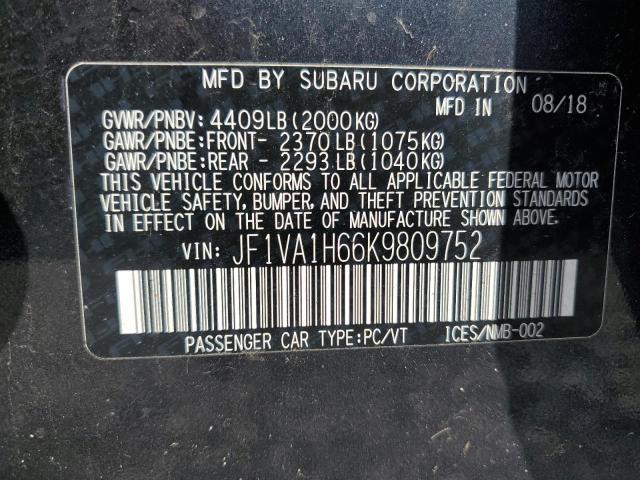 MFD BY SUBARU CORPORATION
MFD IN 08/18
GVWR/PNBV: 4409LB(2000KG)
GAWR/PNBE:FRONT- 2370LB(1075KG)
GAWR/PNBE:REAR - 2293LB(1040KG)
THIS VEHICLE CONFORMS TO ALL APPLICABLE FEDERAL MOTOR
VEHICLE SAFETY, BUMPER, AND THEFT PREVENTION STANDARDS
IN EFFECT ON THE DATE OF MANUFACTURE SHOWN ABOVE.
VIN: JF1VA1H66K9809752
PASSENGER CAR TYPE:PC/VT ICES/NMB-002